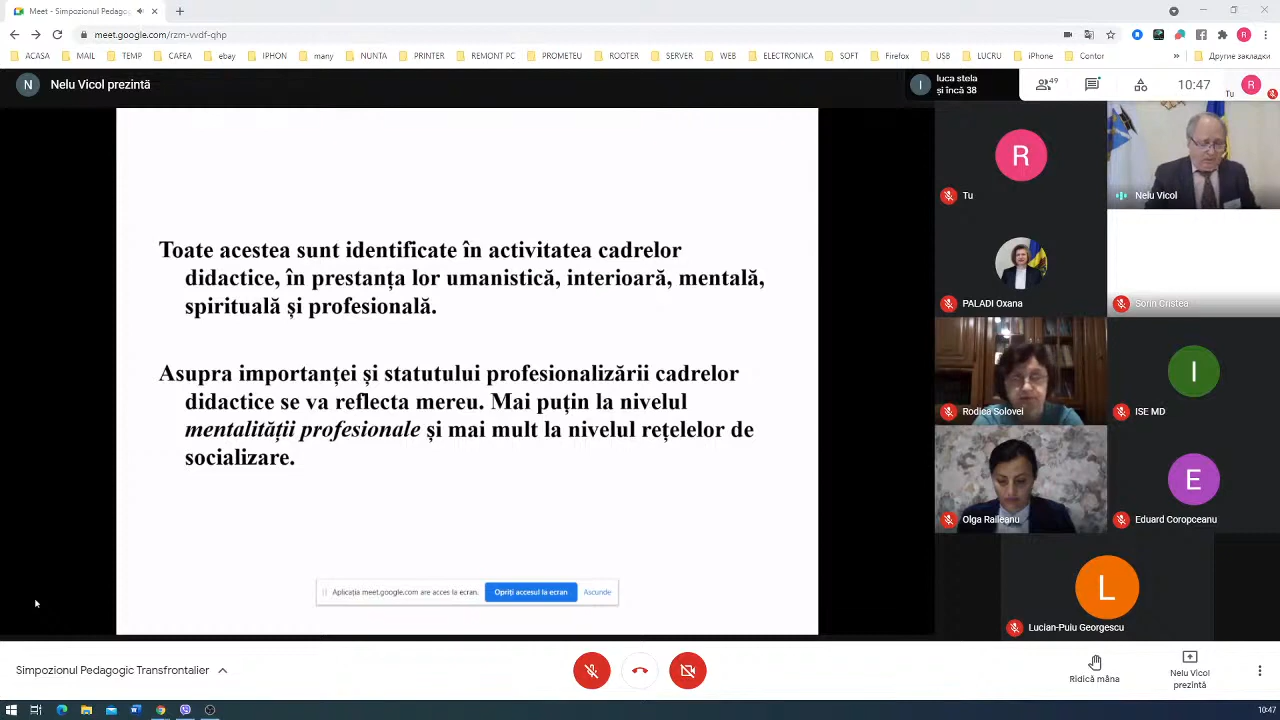 Meet - Simpozionul Pedagog
meet.google.com/rzm-vvdf-qhp
ACASA
MAIL
TEMP
CAFEA
ebay
IPHON
many
NUNTA
PRINTER
REMONT PC
PROMETEU
ROOTER
SERVER
WEB
ELECTRONICA
SOFT
Firefox
USB
LUCRU
iPhone
Contor
»
Другие закладки
N
Nelu Vicol prezintă
I
luca stela
și încă 38
49
10:47
Tu
R
Toate acestea sunt identificate în activitatea cadrelor
didactice, în prestanța lor umanistică, interioară, mentală,
spirituală și profesională.
Asupra importanței și statutului profesionalizării cadrelor
didactice se va reflecta mereu. Mai puțin la nivelul
mentalității profesionale și mai mult la nivelul rețelelor de
socializare.
Aplicația meet.google.com are acces la ecran.
Opriți accesul la ecran
Ascunde
R
Tu
Nelu Vicol
PALADI Oxana
Sorin Cristea
Rodica Solovei
I
ISE MD
Olga Raileanu
E
Eduard Coropceanu
L
Lucian-Puiu Georgescu
Simpozionul Pedagogic Transfrontalier
Ridică mâna
Nelu Vicol
prezintă
10:47